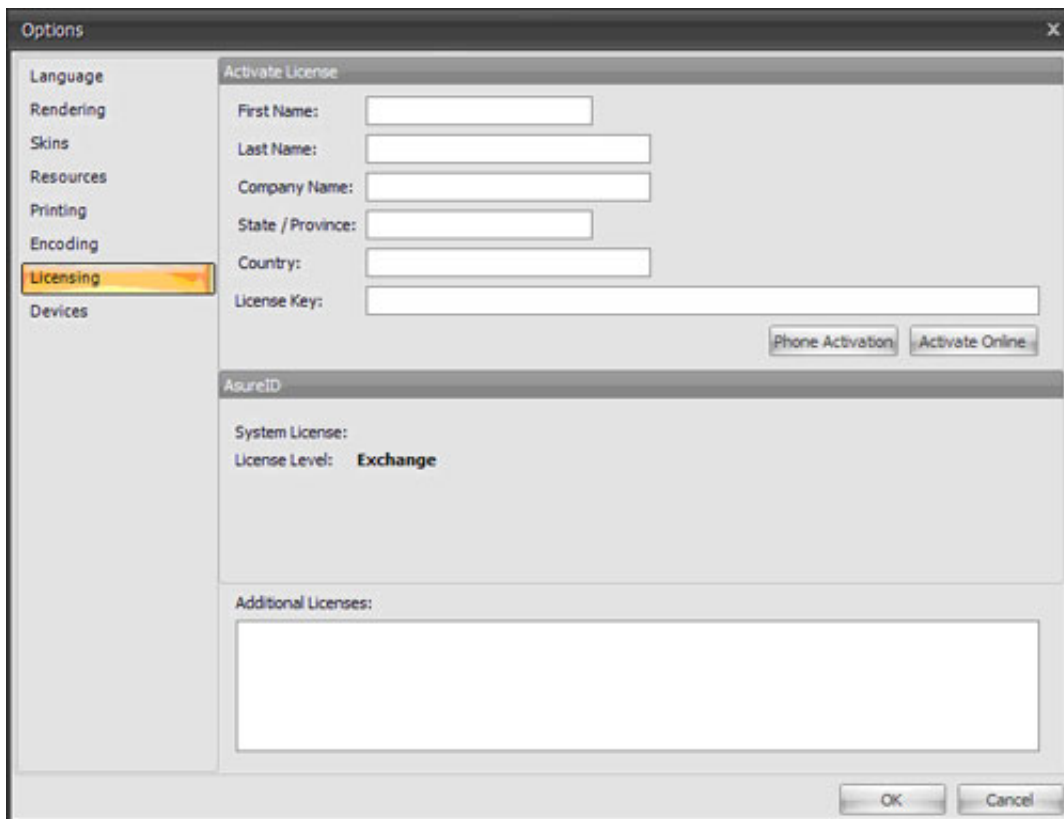 Options
Language
Rendering
Skins
Resources
Printing
Encoding
Licensing
Devices
Activate License
First Name:
Last Name:
Company Name:
State / Province:
Country:
License Key:
Phone Activation Activate Online
AsureID
System License:
License Level: Exchange
Additional Licenses:
OK Cancel